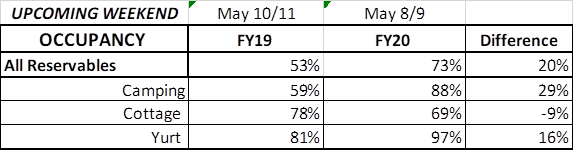 UPCOMING WEEKEND May 10/11 May 8/9
OCCUPANCY FY19 FY20 Difference
All Reservables 53% 73% 20%
Camping 59% 88% 29%
Cottage 78% 69% -9%
Yurt 81% 97% 16%